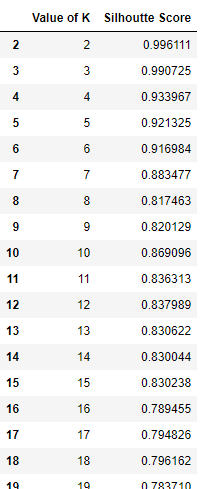 Value of K Silhoutte Score
2 2 0.996111
3 3 0.990725
4 4 0.933967
5 5 0.921325
6 6 0.916984
7 7 0.883477
8 8 0.817463
9 9 0.820129
10 10 0.869096
11 11 0.836313
12 12 0.837989
13 13 0.830622
14 14 0.830044
15 15 0.830238
16 16 0.789455
17 17 0.794826
18 18 0.796162
19 19 0.783710